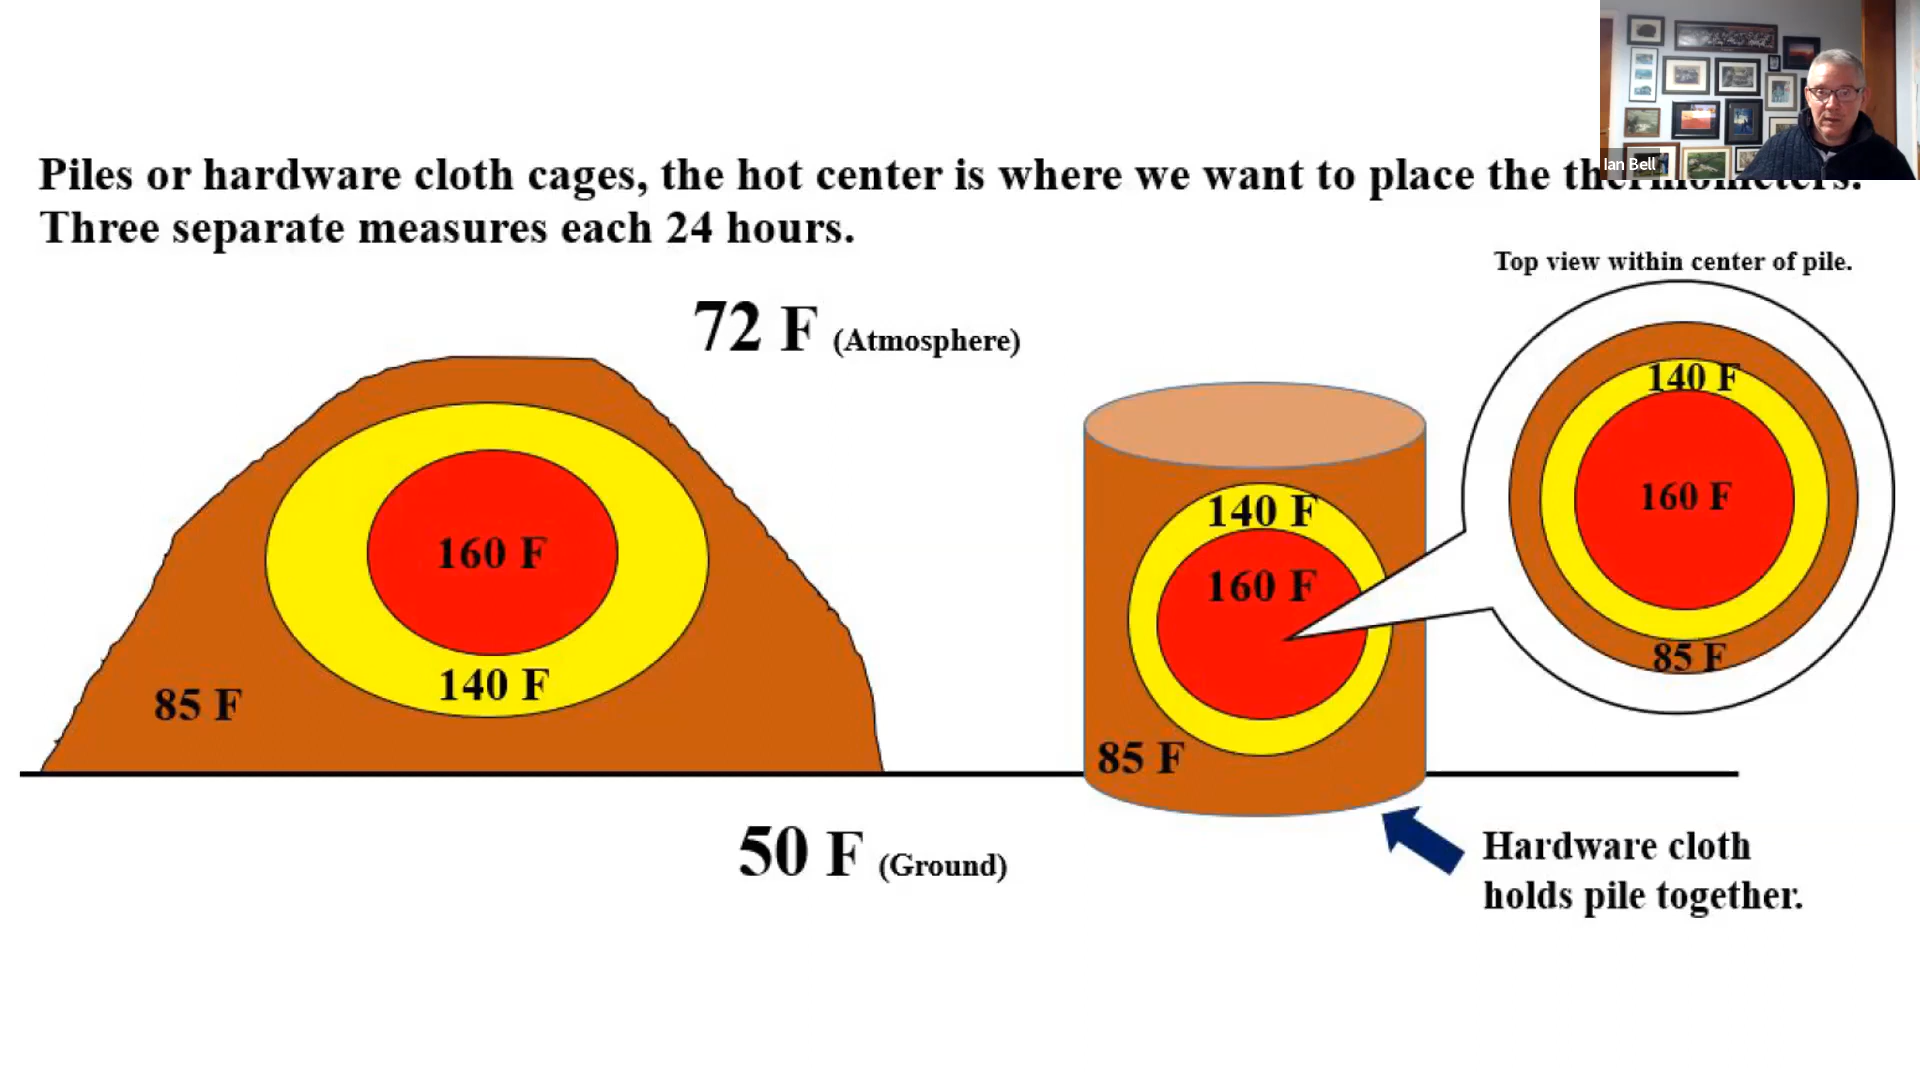 Ian Bell
Piles or hardware cloth cages, the hot center is where we want to place the thermometers.
Three separate measures each 24 hours.
Top view within center of pile.
72 F (Atmosphere)
140 F
160 F
85 F
160 F
140 F
85 F
140 F
160 F
85 F
50 F (Ground)
Hardware cloth
holds pile together.